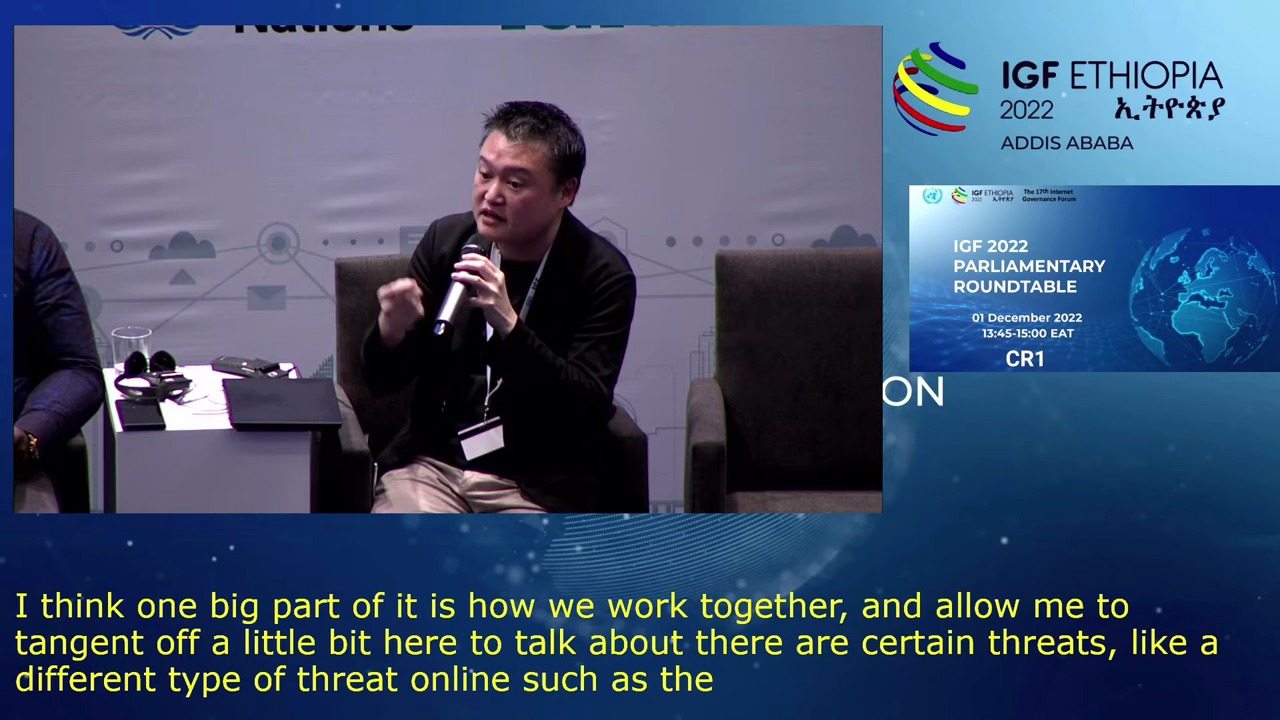 Nations
IGF ETHIOPIA
2022 ኢትዮጵያ
ADDIS ABABA
IGF ETHIOPIA
2022 ኢትዮጵያ
The 17th Internet
Governance Forum
IGF 2022
PARLIAMENTARY
ROUNDTABLE
01 December 2022
13:45-15:00 EAT
CR1
ON
I think one big part of it is how we work together, and allow me to
tangent off a little bit here to talk about there are certain threats, like a
different type of threat online such as the